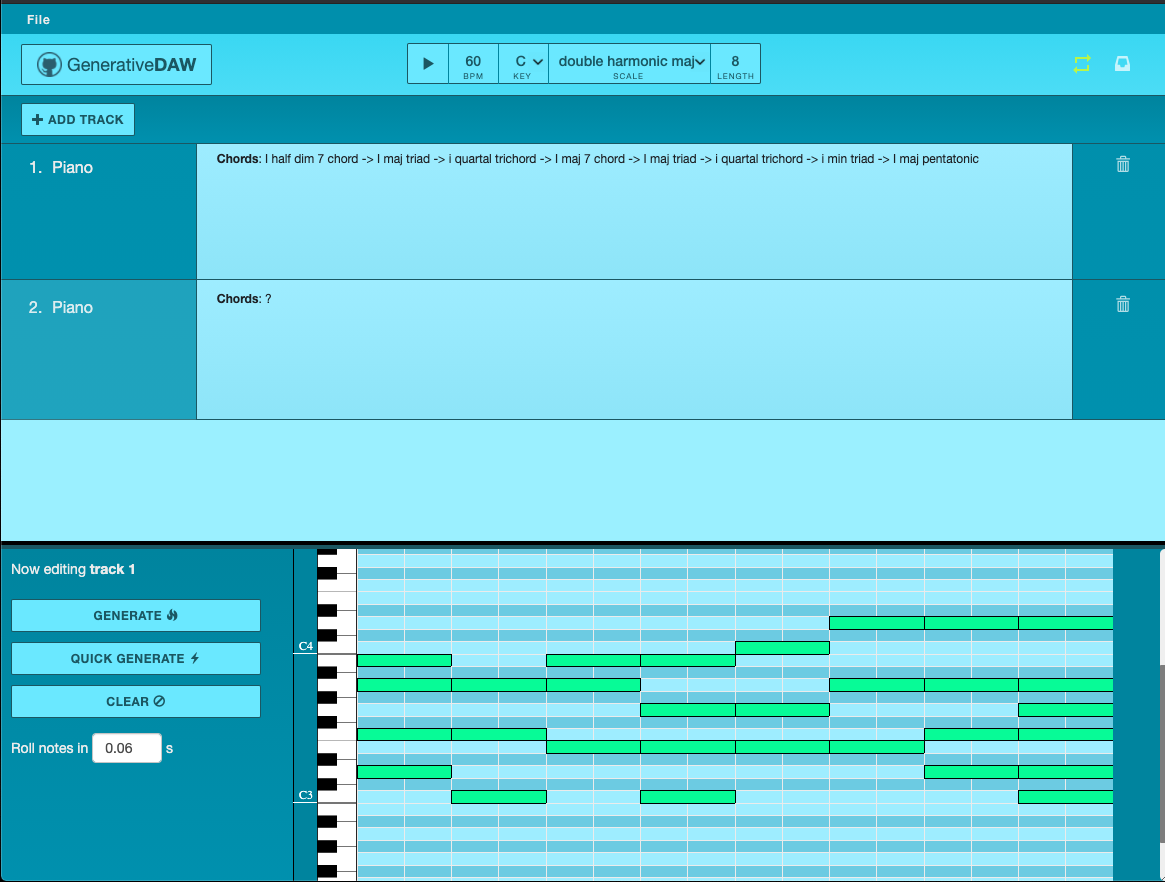 File
GenerativeDAW
60
BPM
C
KEY
double harmonic maj
SCALE
8
LENGTH
ADD TRACK
1. Piano
Chords: I half dim 7 chord -> I maj triad -> i quartal trichord -> I maj 7 chord -> I maj triad -> i quartal trichord -> i min triad -> I maj pentatonic
2. Piano
Chords: ?
Now editing track 1
GENERATE
QUICK GENERATE
CLEAR
Roll notes in 0.06 s
C4
C3